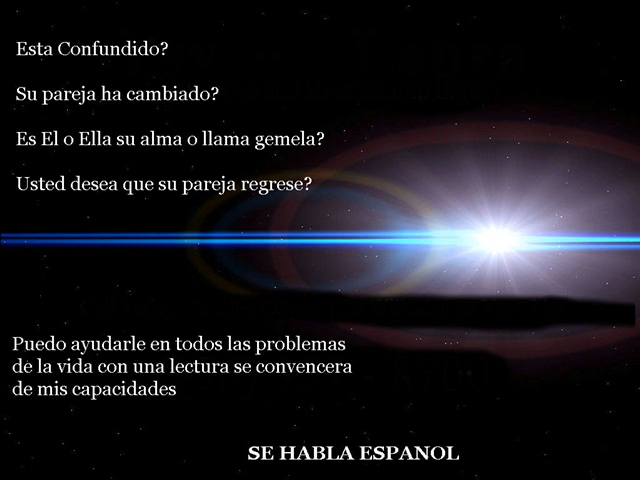 Esta Confundido?
Su pareja ha cambiado?
Es El o Ella su alma o llama gemela?
Usted desea que su pareja regrese?
Puedo ayudarle en todos las problemas
de la vida con una lectura se convencera
de mis capacidades
SE HABLA ESPANOL